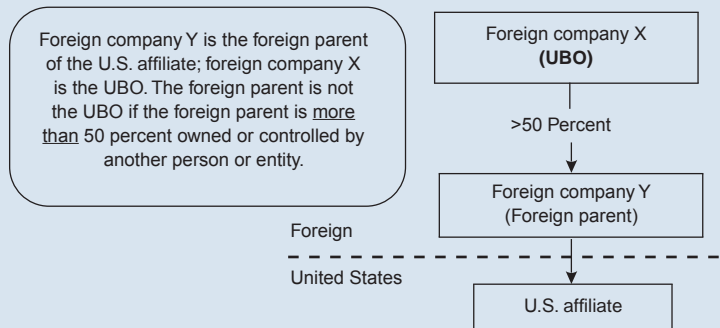 Foreign company Y is the foreign parent
of the U.S. affiliate; foreign company X
is the UBO. The foreign parent is not
the UBO if the foreign parent is more
than 50 percent owned or controlled by
another person or entity.
Foreign company X
(UBO)
>50 Percent
Foreign company Y
(Foreign parent)
Foreign
United States
U.S. affiliate